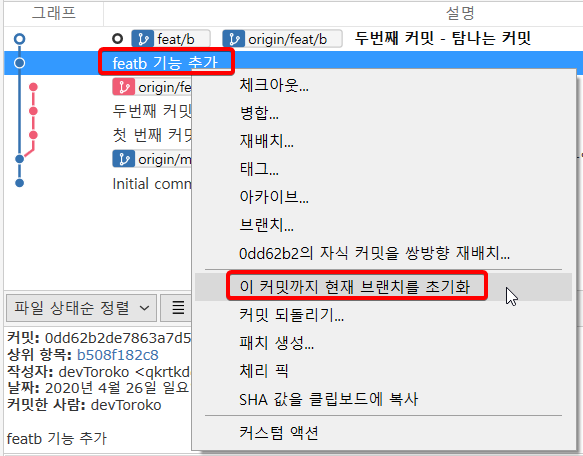 그래프 설명
feat/b origin/feat/b 두번째 커밋 - 탐나는 커밋
featb 기능 추가
origin/fe
두번째 커밋
첫 번째 커밋
origin/m
Initial comm
체크아웃...
병합...
재배치...
태그...
아카이브...
브랜치...
0dd62b2의 자식 커밋을 쌍방향 재배치...
이 커밋까지 현재 브랜치를 초기화
커밋 되돌리기...
패치 생성...
체리 픽
SHA 값을 클립보드에 복사
커스텀 액션
파일 상태순 정렬
커밋: 0dd62b2de7863a7d5
상위 항목: b508f182c8
작성자: devToroko <qkrtkd
날짜: 2020년 4월 26일 일요
커밋한 사람: devToroko
featb 기능 추가